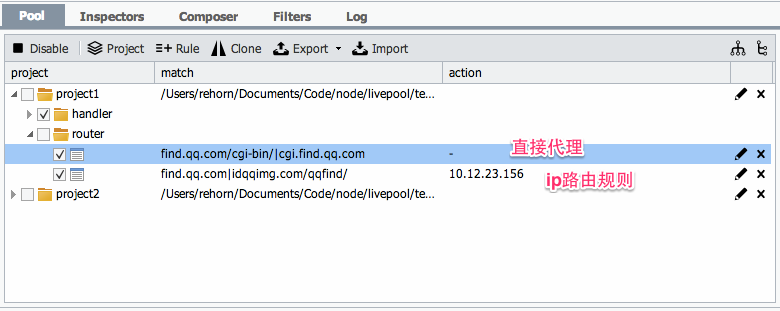 Pool Inspectors Composer Filters Log
Disable Project Rule Clone Export Import
project match action
project1 /Users/rehorn/Documents/Code/node/livepool/te...
handler
router
find.qq.com/cgi-bin/|cgi.find.qq.com - 直接代理
find.qq.com|idqqimg.com/qqfind/ 10.12.23.156 ip路由规则
project2 /Users/rehorn/Documents/Code/node/livepool/te...